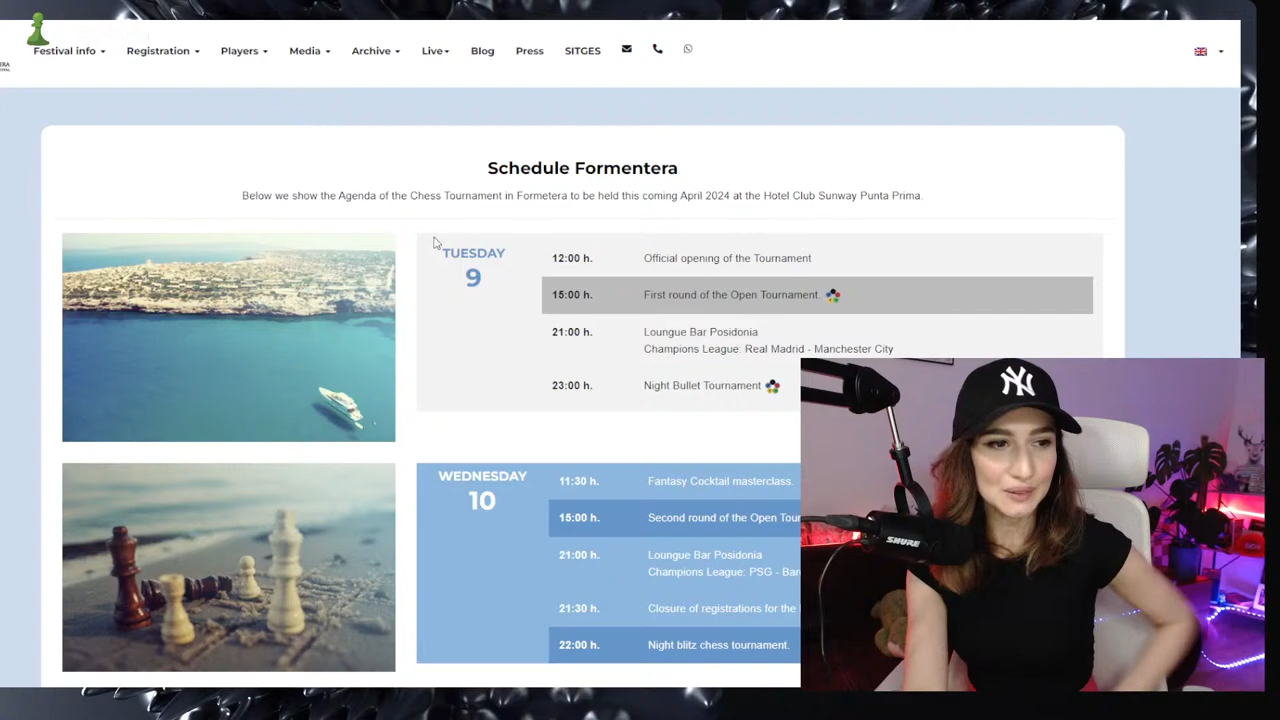 Festival info
Registration
Players
Media
Archive
Live
Blog
Press
SITGES
Schedule Formentera
Below we show the Agenda of the Chess Tournament in Formetera to be held this coming April 2024 at the Hotel Club Sunway Punta Prima.
TUESDAY
9
12:00 h. Official opening of the Tournament
15:00 h. First round of the Open Tournament.
21:00 h. Loungue Bar Posidonia
Champions League: Real Madrid - Manchester City
23:00 h. Night Bullet Tournament
WEDNESDAY
10
11:30 h. Fantasy Cocktail masterclass.
15:00 h. Second round of the Open Tour
21:00 h. Loungue Bar Posidonia
Champions League: PSG - Bar
21:30 h. Closure of registrations for the
22:00 h. Night blitz chess tournament.
NY
SHURE